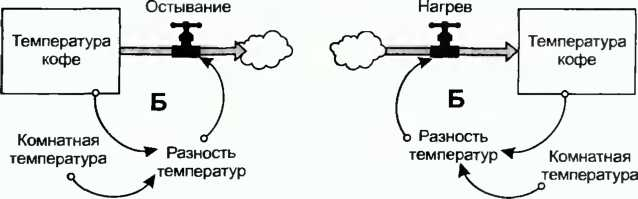 Остывание
Температура
кофе
Б
Комнатная
температура
Разность
температур
Нагрев
Температура
кофе
Б
Разность
температур
Комнатная
температура